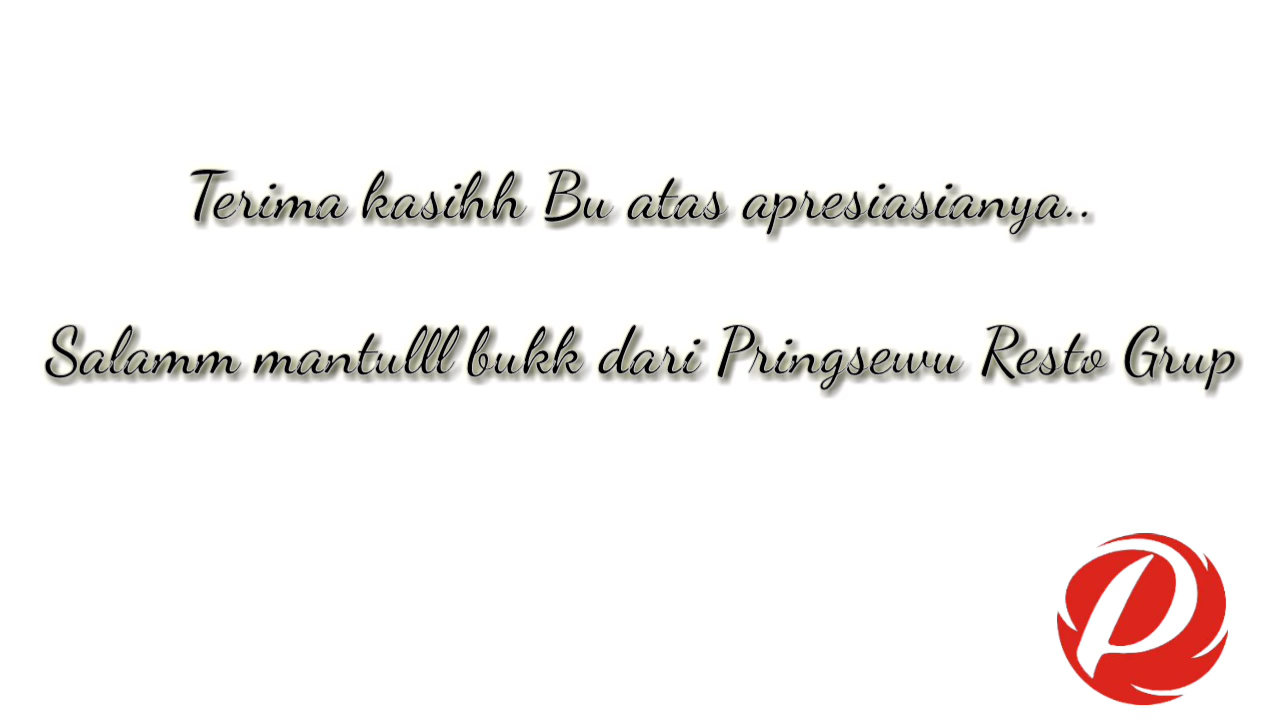 Terima kasihh Bu atas apresiasianya..
Salamm mantulll bukk dari Pringsewu Resto Grup
P